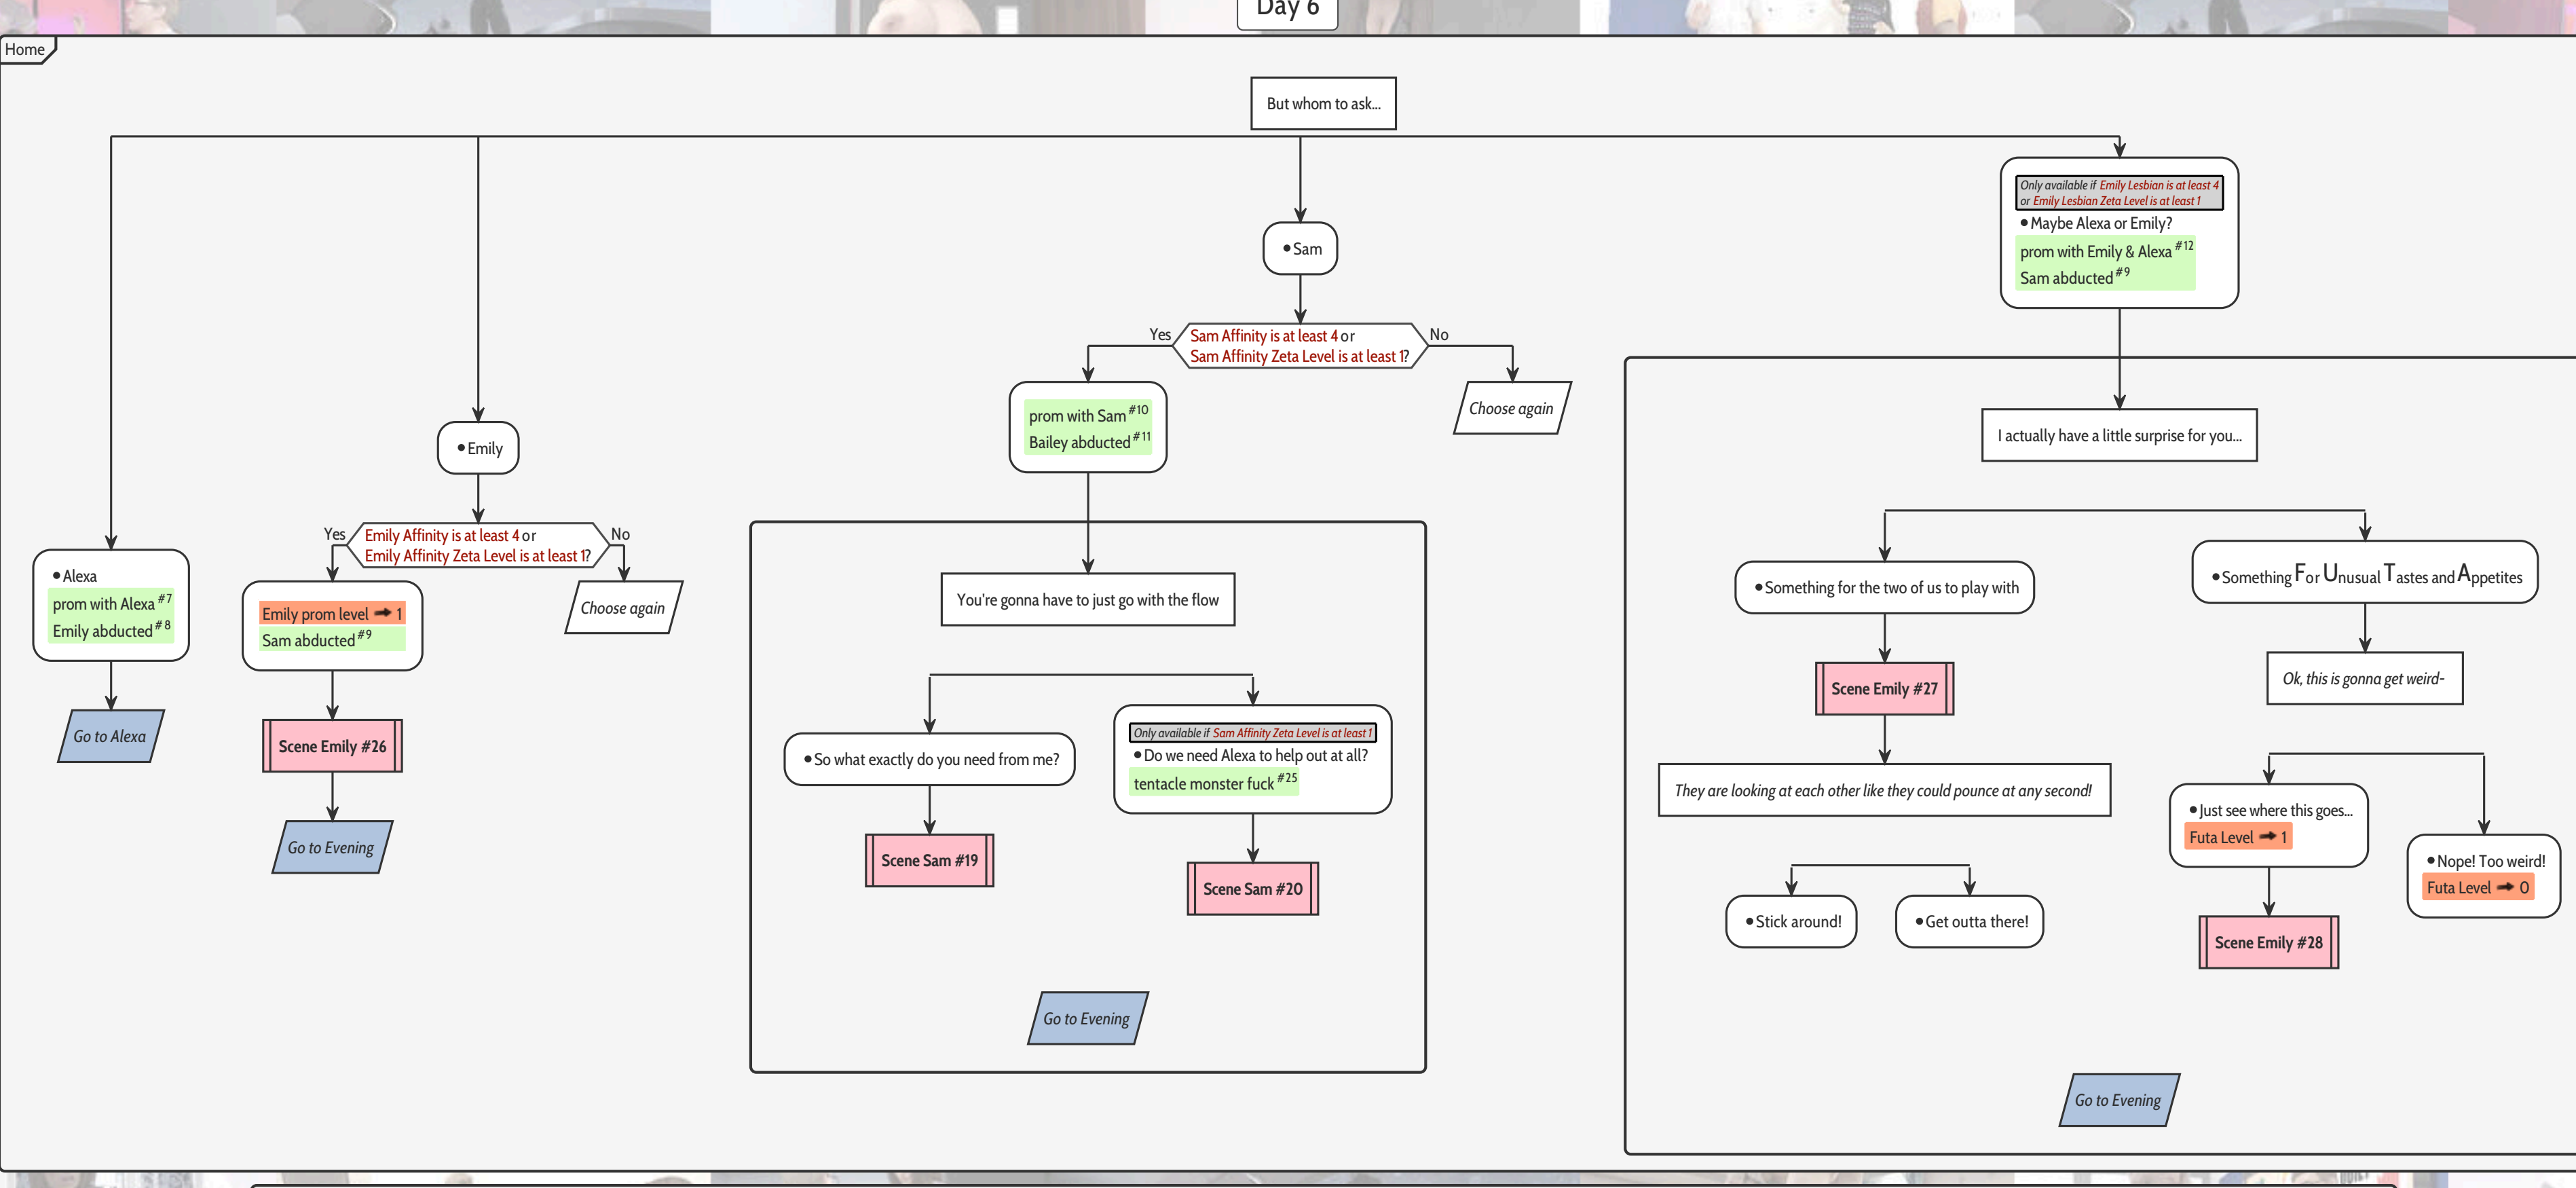 Day 6
Home
But whom to ask...
• Alexa
prom with Alexa #7
Emily abducted #8
Go to Alexa
• Emily
Yes
Emily Affinity is at least 4 or
Emily Affinity Zeta Level is at least 1?
No
Emily prom level ➡ 1
Sam abducted #9
Choose again
Scene Emily #26
Go to Evening
• Sam
Yes
Sam Affinity is at least 4 or
Sam Affinity Zeta Level is at least 1?
No
prom with Sam #10
Bailey abducted #11
Choose again
You're gonna have to just go with the flow
• So what exactly do you need from me?
Scene Sam #19
Only available if Sam Affinity Zeta Level is at least 1
• Do we need Alexa to help out at all?
tentacle monster fuck #25
Scene Sam #20
Go to Evening
Only available if Emily Lesbian is at least 4
or Emily Lesbian Zeta Level is at least 1
• Maybe Alexa or Emily?
prom with Emily & Alexa #12
Sam abducted #9
I actually have a little surprise for you...
• Something for the two of us to play with
Scene Emily #27
They are looking at each other like they could pounce at any second!
• Stick around!
• Get outta there!
• Something For Unusual Tastes and Appetites
Ok, this is gonna get weird-
• Just see where this goes...
Futa Level ➡ 1
Scene Emily #28
• Nope! Too weird!
Futa Level ➡ 0
Go to Evening